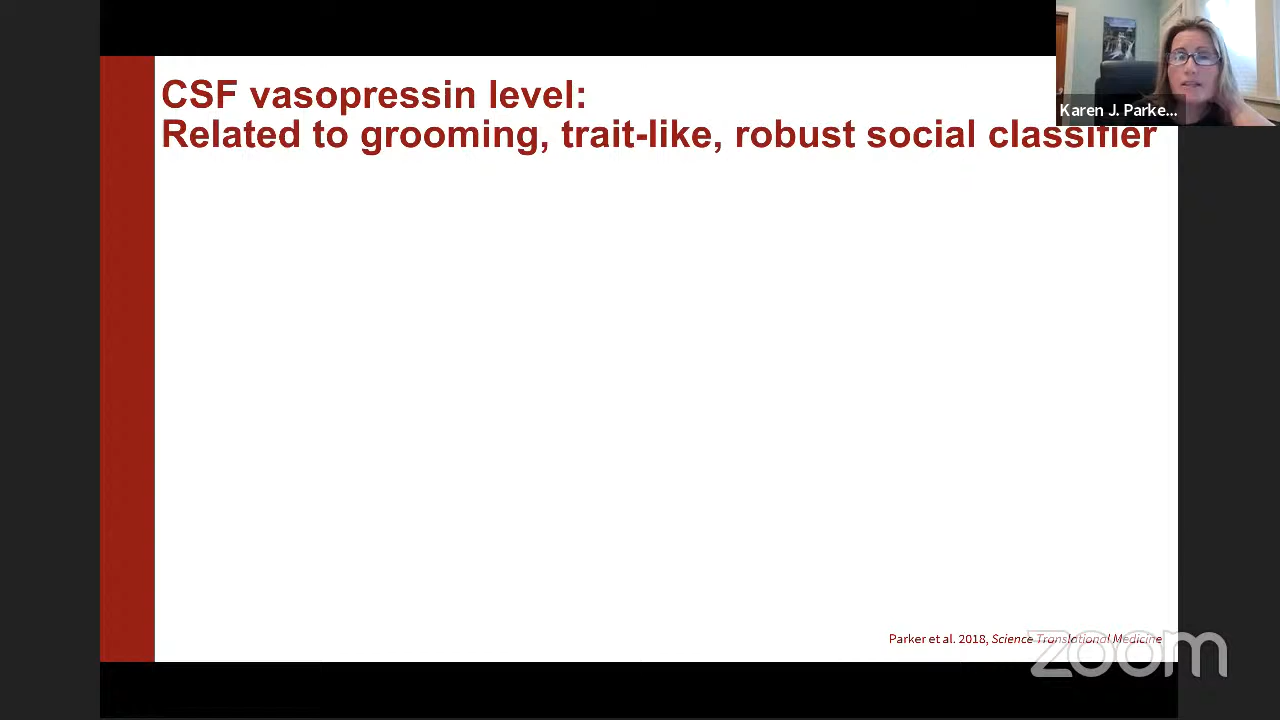 CSF vasopressin level:
Related to grooming, trait-like, robust social classifier
Karen J. Parke...
Parker et al. 2018, Science Translational Medicine
zoom